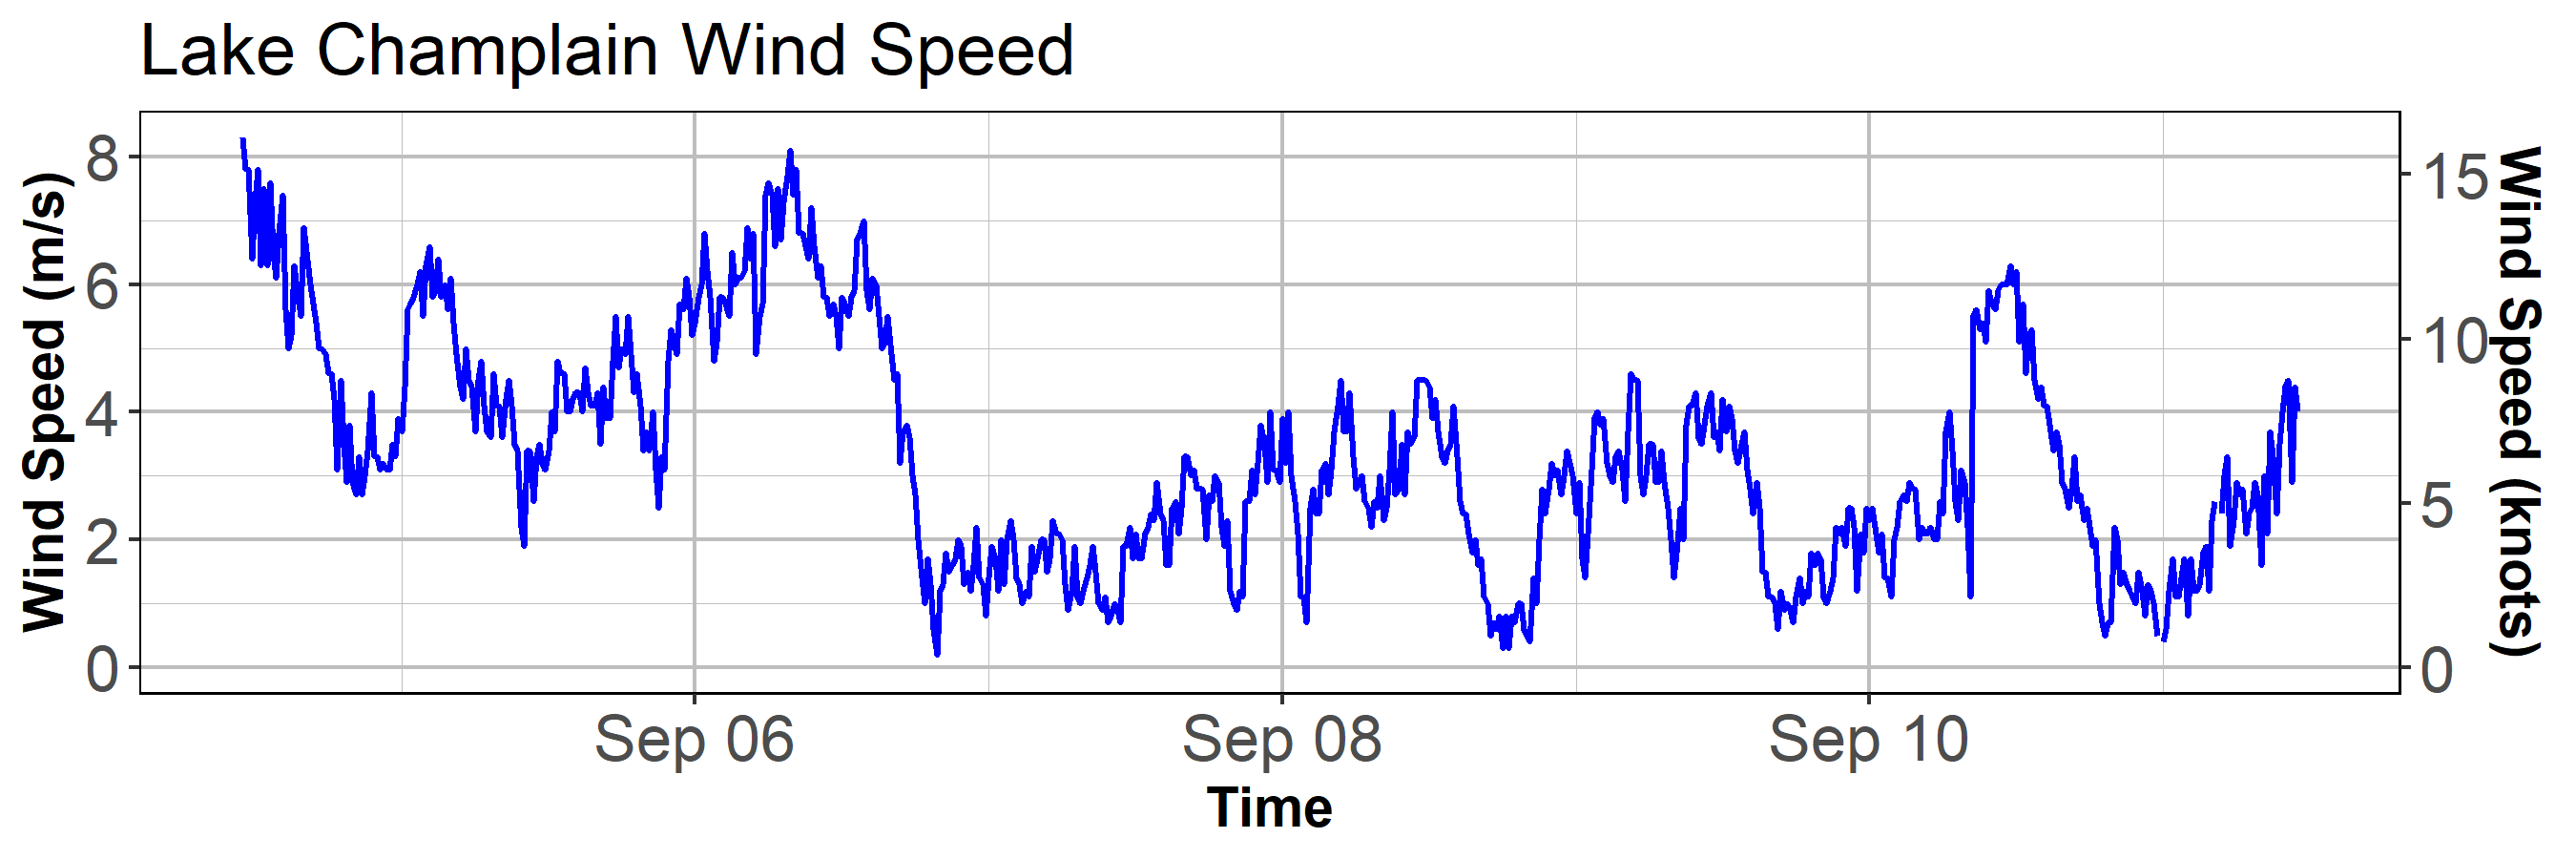 Lake Champlain Wind Speed
Wind Speed (m/s)
8
6
4
2
0
15
10
5
0
Wind Speed (knots)
Sep 06
Sep 08
Sep 10
Time